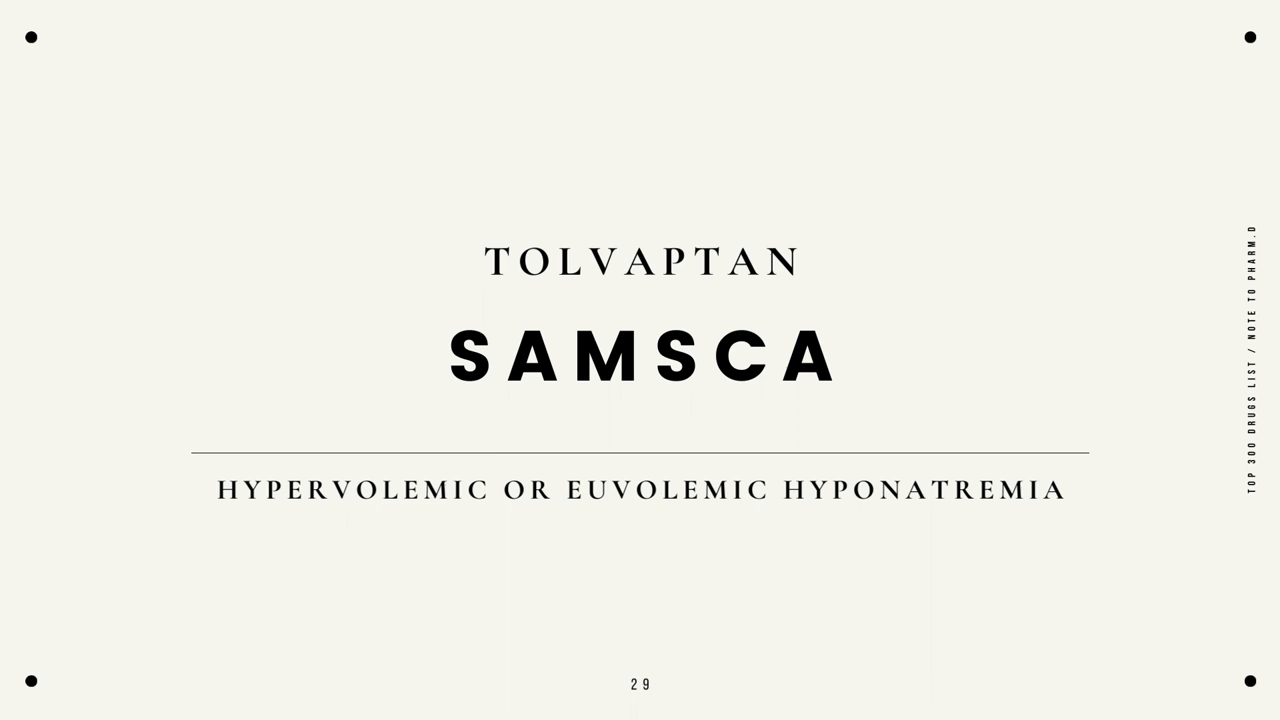 TOLVAPTAN
SAMSCA
HYPERVOLEMIC OR EUVOLEMIC HYPONATREMIA
TOP 300 DRUGS LIST / NOTE TO PHARM.D
29